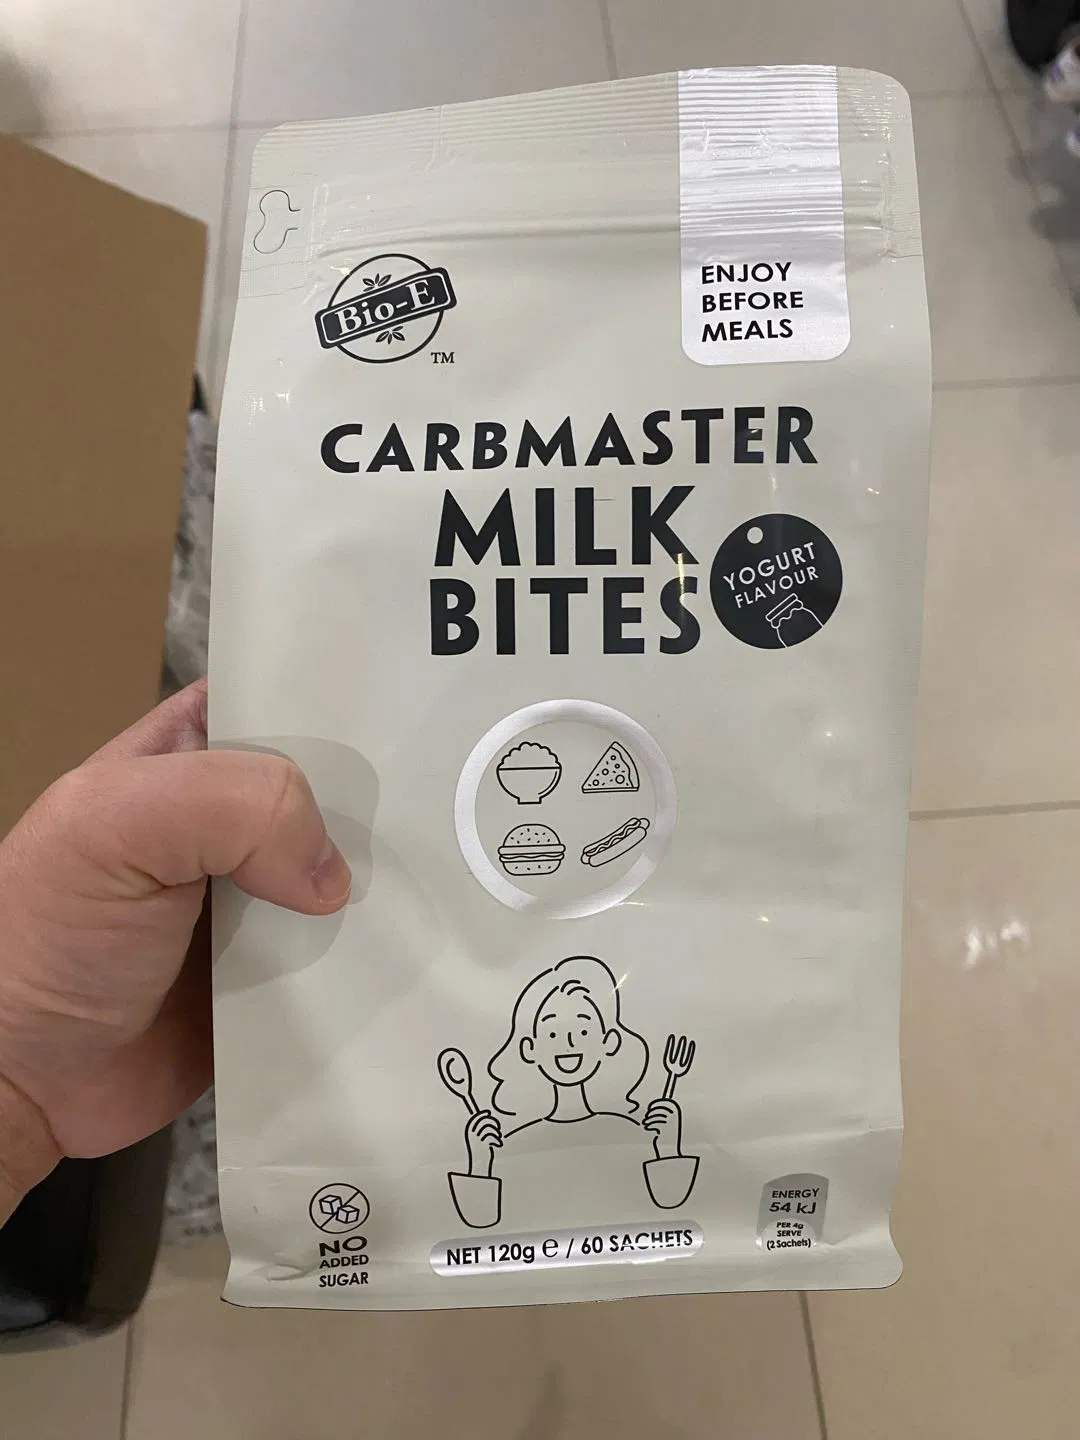 ENJOY
BEFORE
MEALS
Bio-E
TM
CARBMASTER
MILK
BITES
YOGURT
FLAVOUR
NO
ADDED
SUGAR
NET 120g e / 60 SACHETS
ENERGY
54 kJ
PER 4g
SERVE
(2 Sachets)